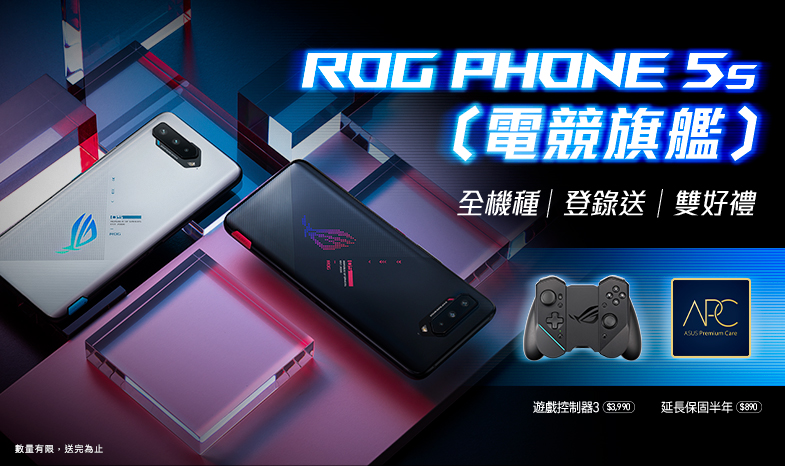 ROG PHONE 5s
(電競旗艦)
全機種 | 登錄送 | 雙好禮
APC
ASUS Premium Care
遊戲控制器3 $3,990
延長保固半年 $890
數量有限，送完為止